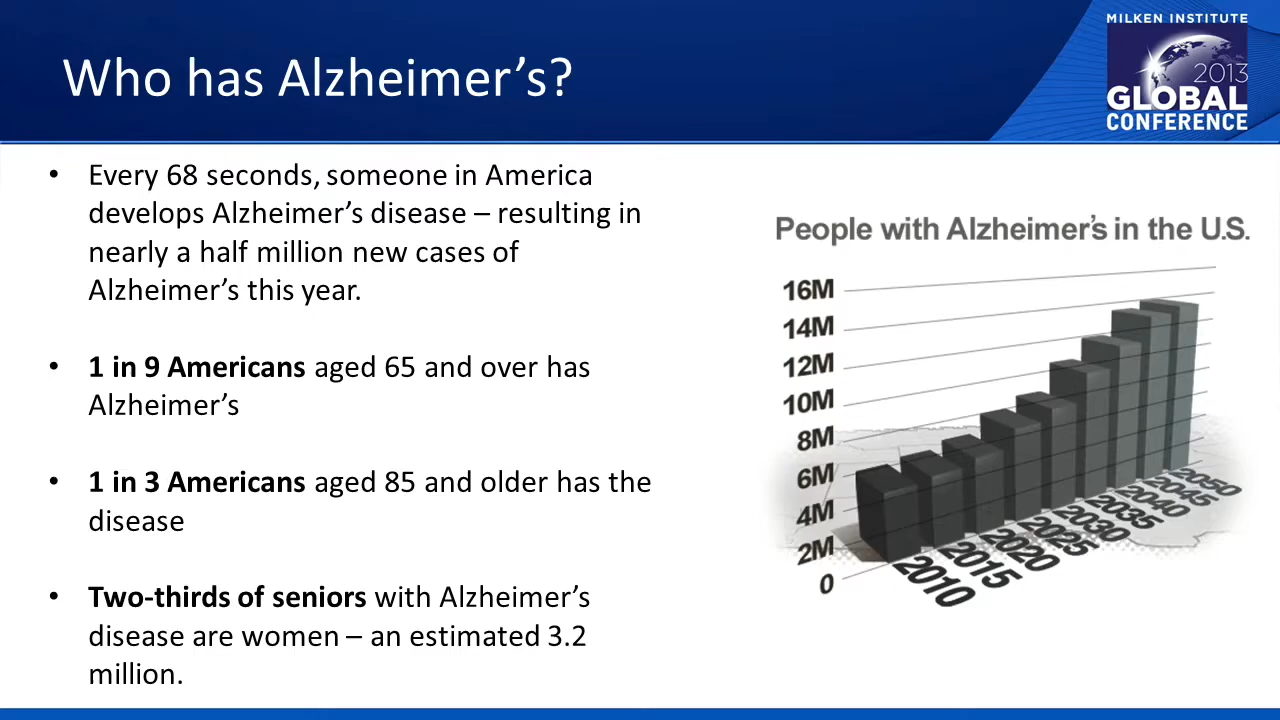 Who has Alzheimer’s?
MILKEN INSTITUTE
2013
GLOBAL
CONFERENCE
• Every 68 seconds, someone in America
develops Alzheimer’s disease – resulting in
nearly a half million new cases of
Alzheimer’s this year.
• 1 in 9 Americans aged 65 and over has
Alzheimer’s
• 1 in 3 Americans aged 85 and older has the
disease
• Two-thirds of seniors with Alzheimer’s
disease are women – an estimated 3.2
million.
People with Alzheimer’s in the U.S.
16M
14M
12M
10M
8M
6M
4M
2M
0
2010
2015
2020
2025
2030
2035
2040
2045
2050